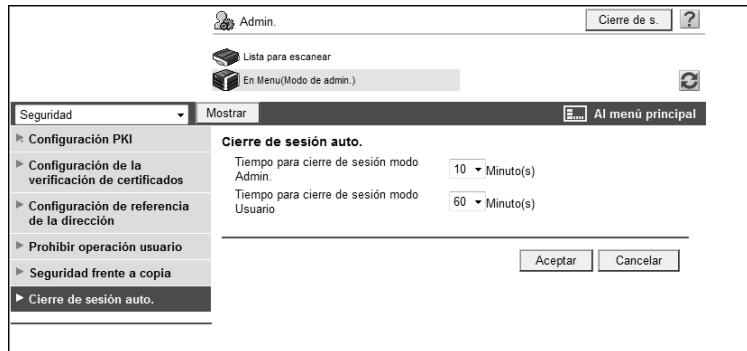 Admin.
Cierre de s.
?
Lista para escanear
En Menu(Modo de admin.)
Seguridad
Mostrar
Al menú principal
Configuración PKI
Configuración de la
verificación de certificados
Configuración de referencia
de la dirección
Prohibir operación usuario
Seguridad frente a copia
Cierre de sesión auto.
Cierre de sesión auto.
Tiempo para cierre de sesión modo
Admin.
10 Minuto(s)
Tiempo para cierre de sesión modo
Usuario
60 Minuto(s)
Aceptar
Cancelar